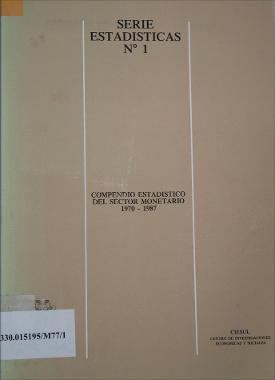 SERIE
ESTADISTICAS
N° 1
COMPENDIO ESTADISTICO
DEL SECTOR MONETARIO
1970 - 1987
330.015195/M77/1
CIESUL
CENTRO DE INVESTIGACIONES
ECONOMICAS Y SOCIALES